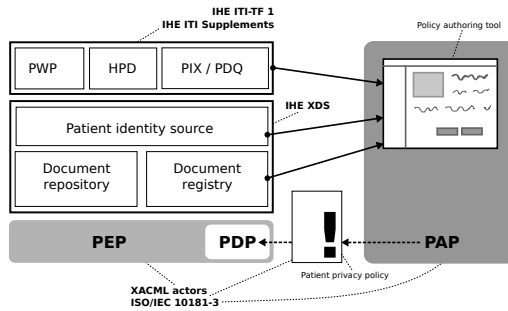 IHE ITI-TF 1
IHE ITI Supplements
Policy authoring tool
PWP
HPD
PIX / PDQ
IHE XDS
Patient identity source
Document
repository
Document
registry
PEP
PDP
!
PAP
Patient privacy policy
XACML actors
ISO/IEC 10181-3